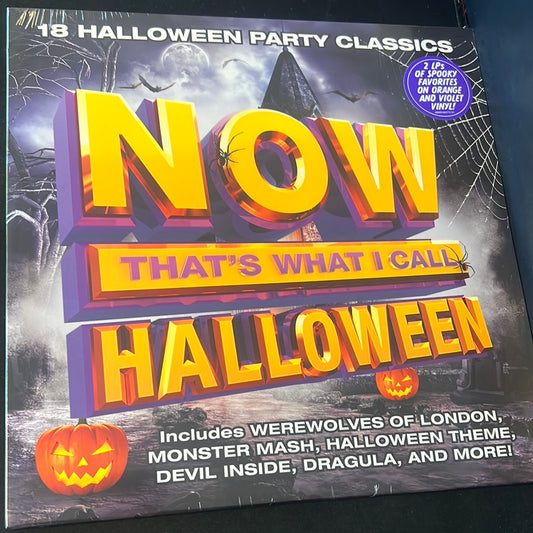 18 HALLOWEEN PARTY CLASSICS
2 LPs
OF SPOOKY
FAVORITES
ON ORANGE
AND VIOLET
VINYL!
NOW
THAT'S WHAT I CALL
HALLOWEEN
Includes WEREWOLVES OF LONDON,
MONSTER MASH, HALLOWEEN THEME,
DEVIL INSIDE, DRAGULA, AND MORE!